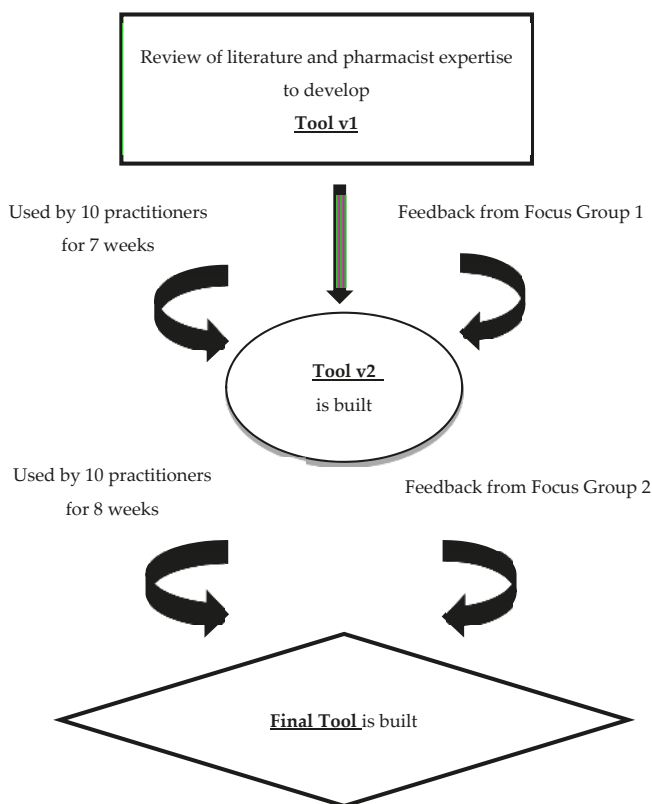 Review of literature and pharmacist expertise
to develop
Tool v1
Used by 10 practitioners
for 7 weeks
Feedback from Focus Group 1
Tool v2
is built
Used by 10 practitioners
for 8 weeks
Feedback from Focus Group 2
Final Tool is built